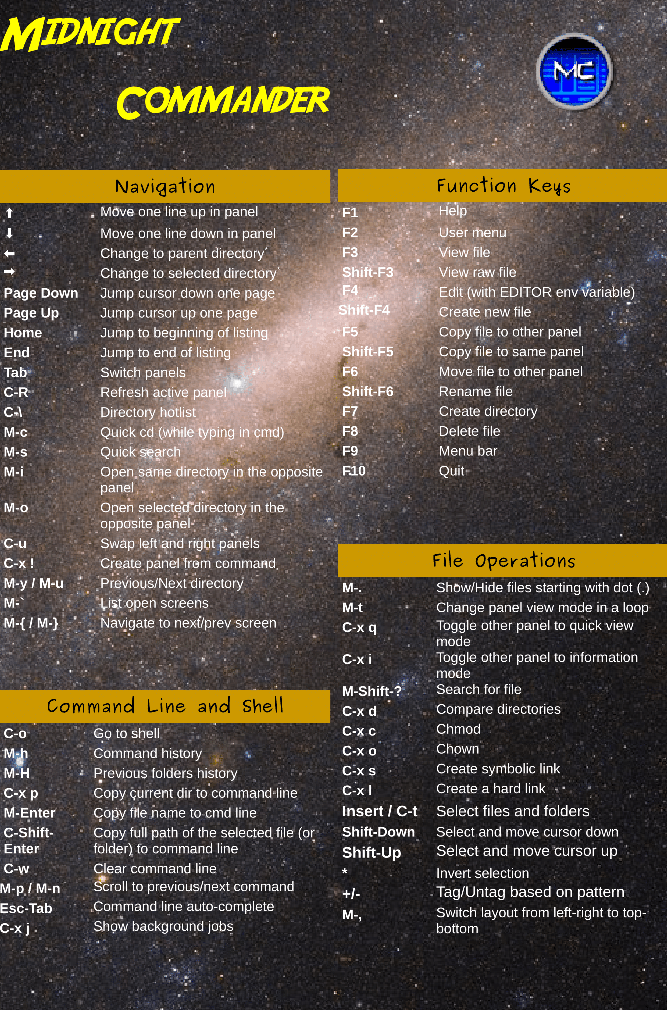 MIDNIGHT
COMMANDER
MC
Navigation
⬆ Move one line up in panel
⬇ Move one line down in panel
⬅ Change to parent directory
➡ Change to selected directory
Page Down Jump cursor down one page
Page Up Jump cursor up one page
Home Jump to beginning of listing
End Jump to end of listing
Tab Switch panels
C-R Refresh active panel
C-\ Directory hotlist
M-c Quick cd (while typing in cmd)
M-s Quick search
M-i Open same directory in the opposite
panel
M-o Open selected directory in the
opposite panel
C-u Swap left and right panels
C-x ! Create panel from command
M-y / M-u Previous/Next directory
M-` List open screens
M-{ / M-} Navigate to next/prev screen
Command Line and Shell
C-o Go to shell
M-h Command history
M-H Previous folders history
C-x p Copy current dir to command line
M-Enter Copy file name to cmd line
C-Shift- Copy full path of the selected file (or
Enter folder) to command line
C-w Clear command line
M-p / M-n Scroll to previous/next command
Esc-Tab Command line auto-complete
C-x j Show background jobs
Function Keys
F1 Help
F2 User menu
F3 View file
Shift-F3 View raw file
F4 Edit (with EDITOR env variable)
Shift-F4 Create new file
F5 Copy file to other panel
Shift-F5 Copy file to same panel
F6 Move file to other panel
Shift-F6 Rename file
F7 Create directory
F8 Delete file
F9 Menu bar
F10 Quit
File Operations
M-. Show/Hide files starting with dot (.)
M-t Change panel view mode in a loop
C-x q Toggle other panel to quick view
mode
C-x i Toggle other panel to information
mode
M-Shift-? Search for file
C-x d Compare directories
C-x c Chmod
C-x o Chown
C-x s Create symbolic link
C-x l Create a hard link
Insert / C-t Select files and folders
Shift-Down Select and move cursor down
Shift-Up Select and move cursor up
* Invert selection
+/- Tag/Untag based on pattern
M-, Switch layout from left-right to top-
bottom